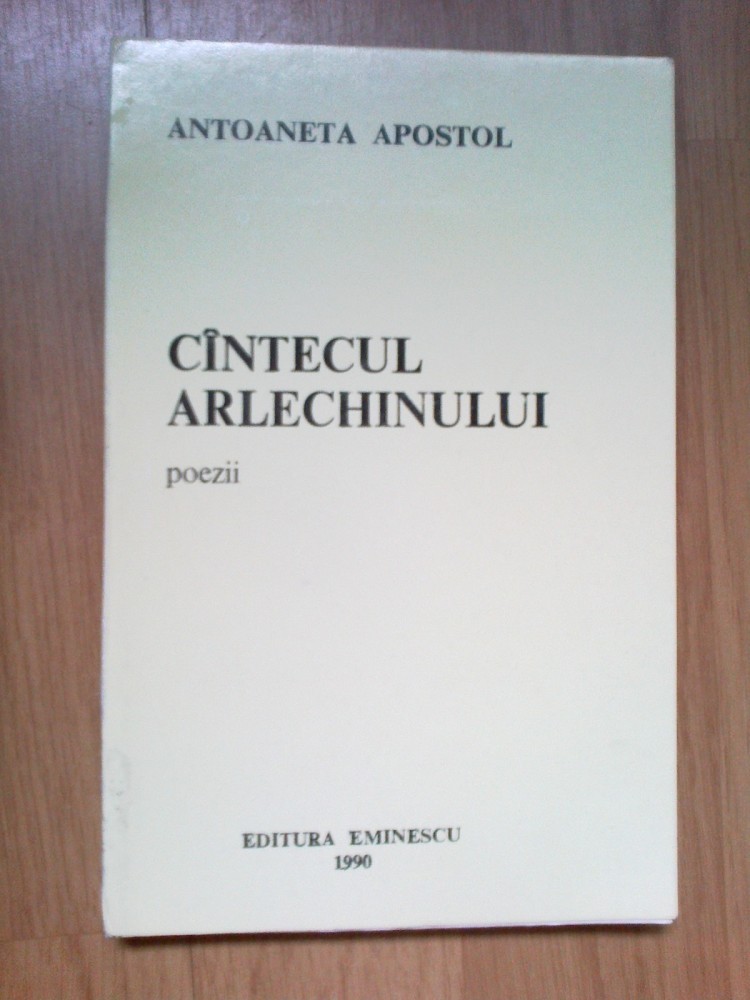 ANTOANETA APOSTOL
CÎNTECUL
ARLECHINULUI
poezii
EDITURA EMINESCU
1990